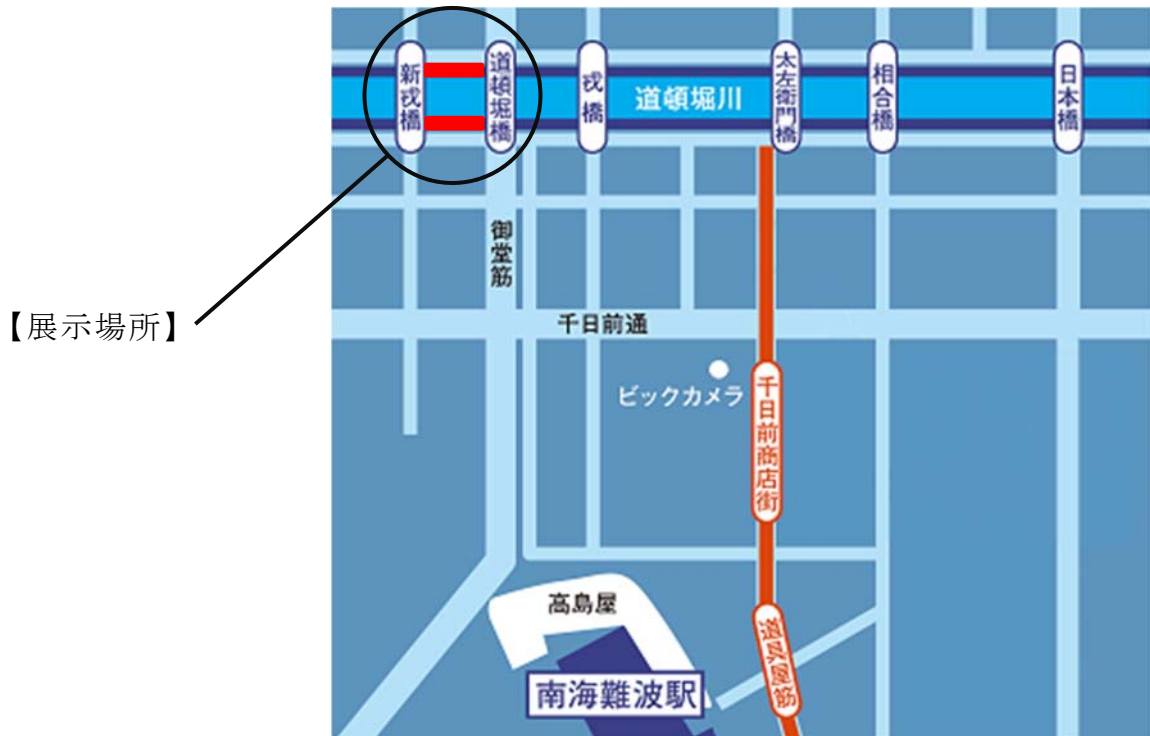 新戎橋
道頓堀橋
戎橋
道頓堀川
太左衛門橋
相合橋
日本橋
御堂筋
【展示場所】
千日前通
ビックカメラ
千日前商店街
高島屋
道具屋筋
南海難波駅